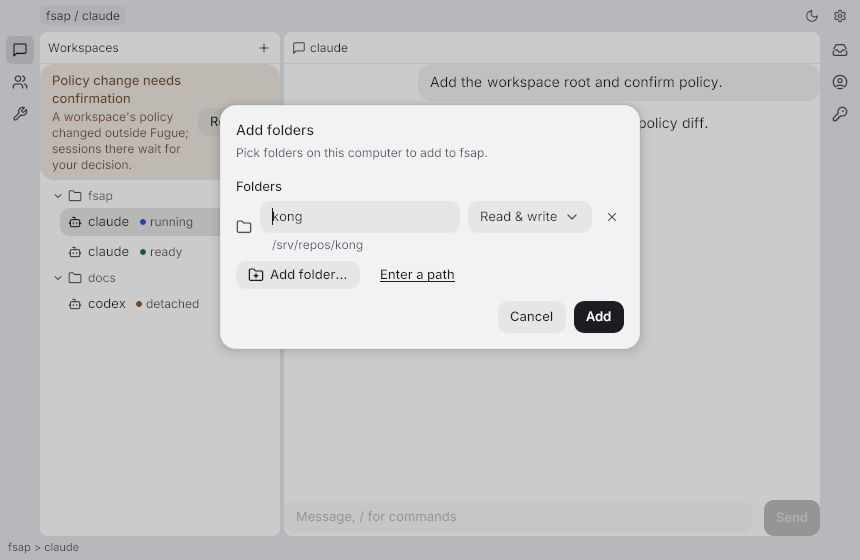 fsap / claude
Workspaces
claude
Policy change needs
confirmation
A workspace's policy
changed outside Fugue;
sessions there wait for
your decision.
Add the workspace root and confirm policy.
policy diff.
fsap
claude running
claude ready
docs
codex detached
Add folders
Pick folders on this computer to add to fsap.
Folders
kong
Read & write
/srv/repos/kong
Add folder...
Enter a path
Cancel
Add
Message, / for commands
Send
fsap > claude